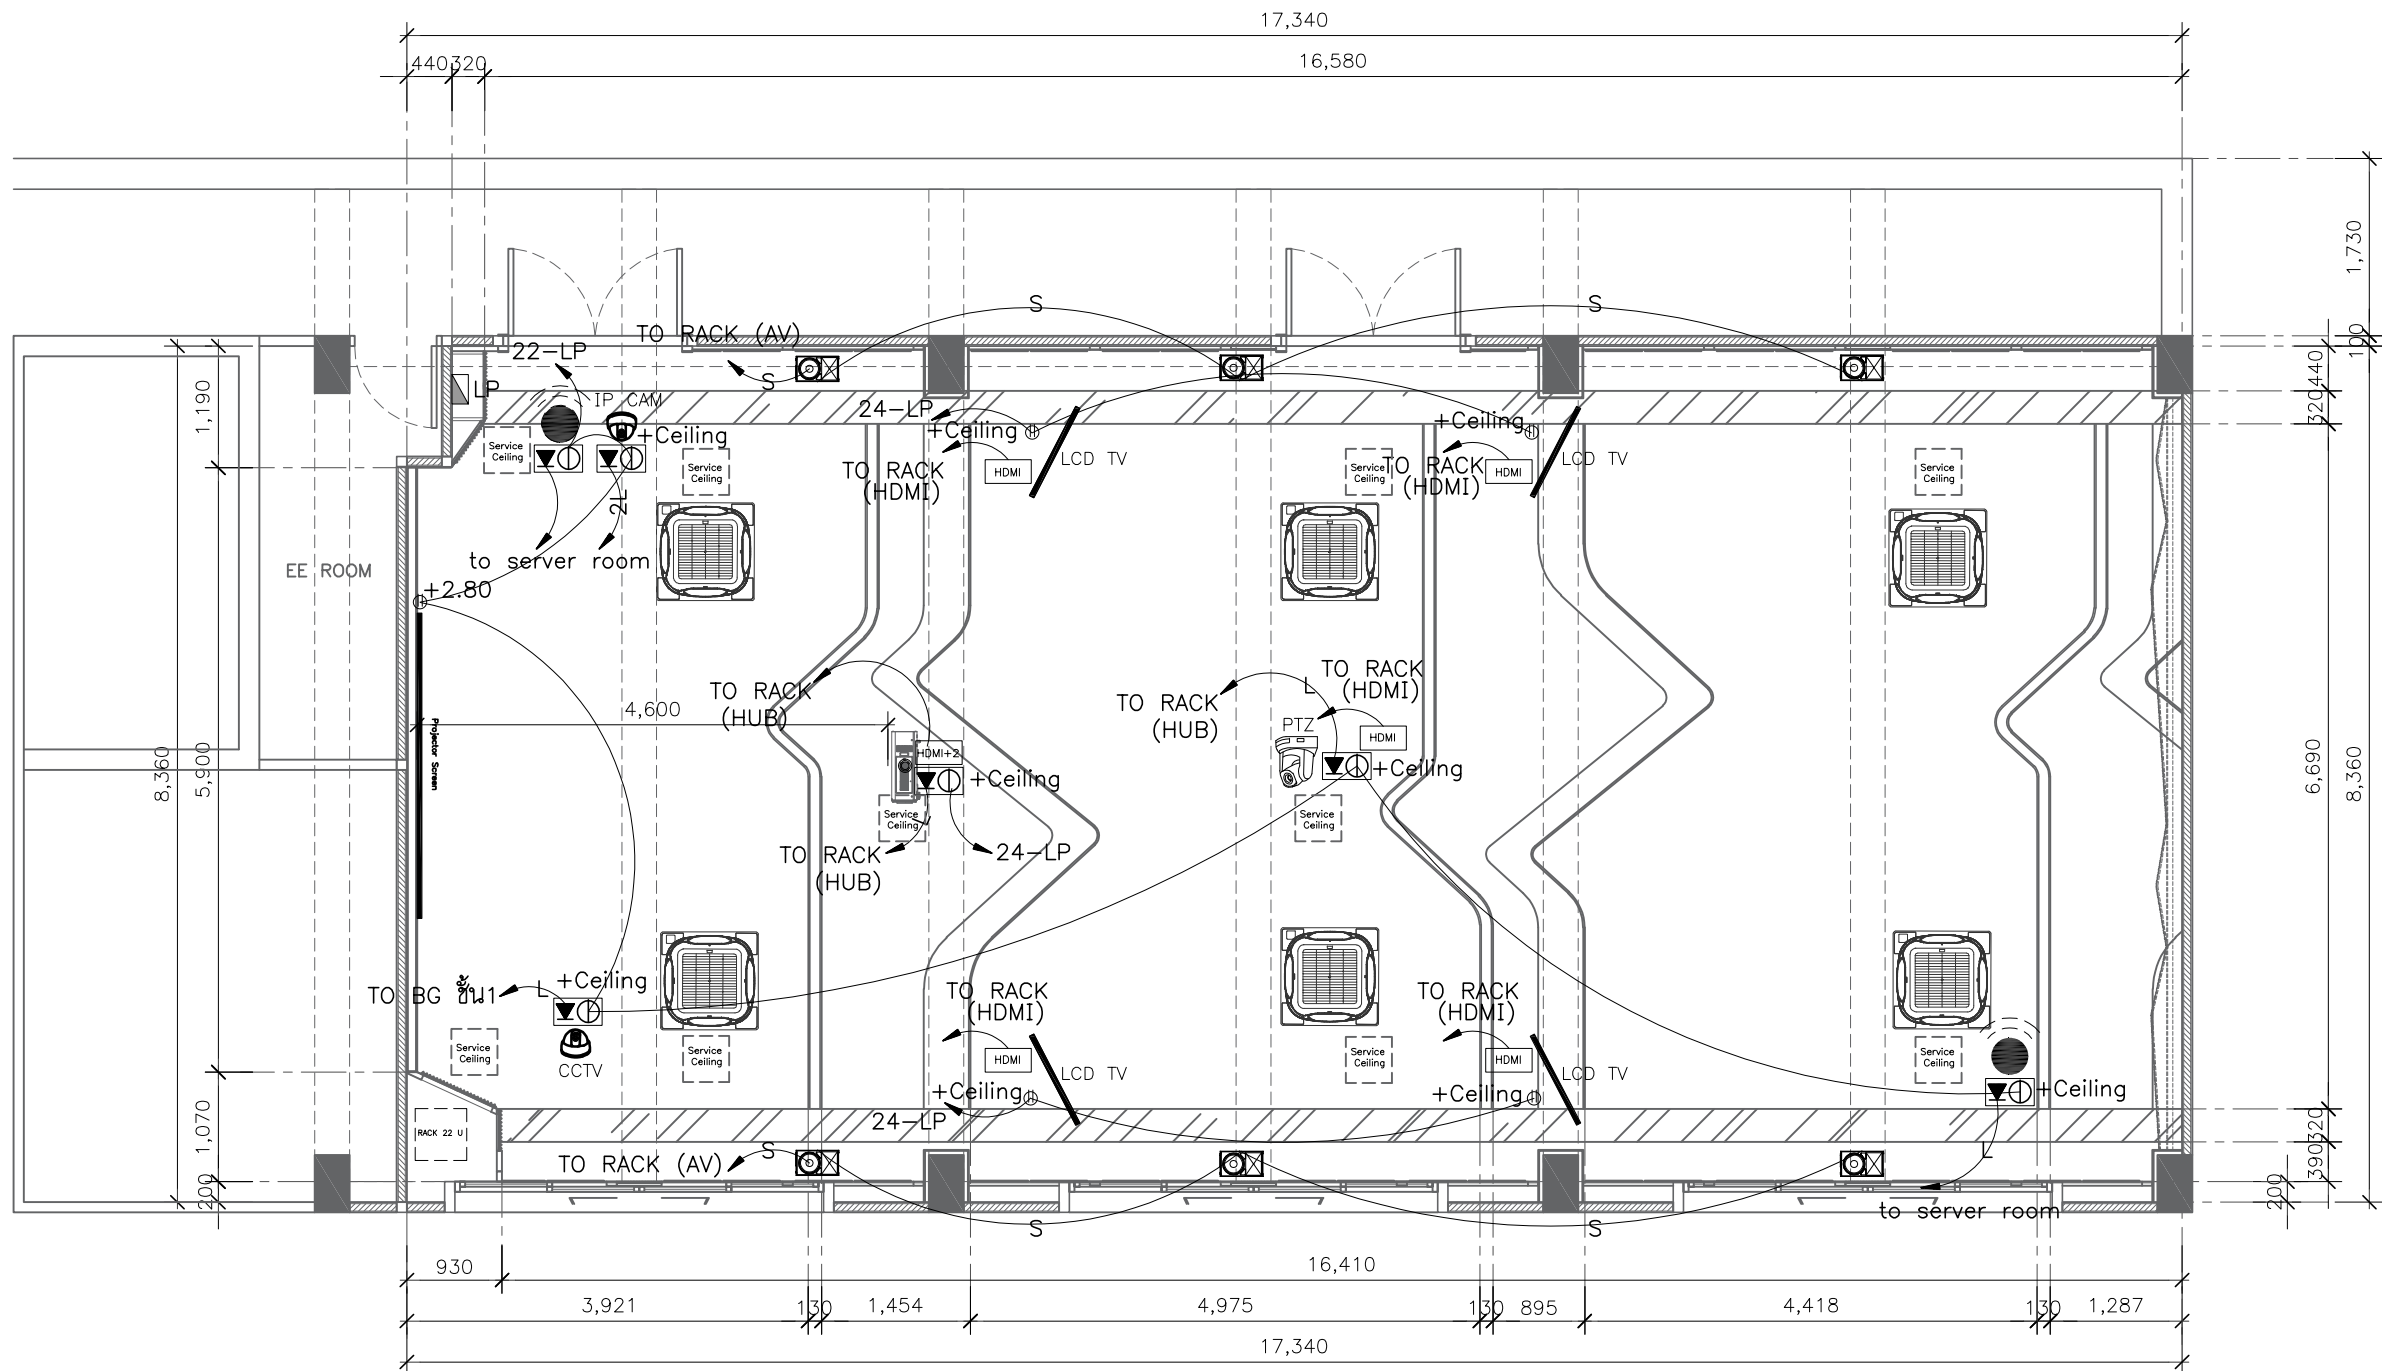 17,340
440
320
16,580
1,730
100
TO RACK (AV)
S
S
22-LP
LP
S
IP CAM
24-LP
+Ceiling
+Ceiling
+Ceiling
440
320
1,190
Service
Ceiling
Service
Ceiling
TO RACK
(HDMI)
HDMI
LCD TV
Service
Ceiling
TO RACK
(HDMI)
HDMI
LCD TV
Service
Ceiling
2L
to server room
EE ROOM
+2.80
TO RACK
(HUB)
TO RACK
(HUB)
L
TO RACK
(HDMI)
4,600
PTZ
HDMI
HDMI+2
+Ceiling
+Ceiling
Projector Screen
8,360
5,900
6,690
8,360
Service
Ceiling
L
Service
Ceiling
TO RACK
(HUB)
24-LP
TO BG ชั้น1
L
+Ceiling
TO RACK
(HDMI)
TO RACK
(HDMI)
Service
Ceiling
CCTV
Service
Ceiling
HDMI
LCD TV
Service
Ceiling
HDMI
LCD TV
Service
Ceiling
+Ceiling
+Ceiling
+Ceiling
24-LP
RACK 22 U
1,070
200
TO RACK (AV)
S
L
320
390
200
to server room
S
S
930
16,410
3,921
130
1,454
4,975
130
895
4,418
130
1,287
17,340